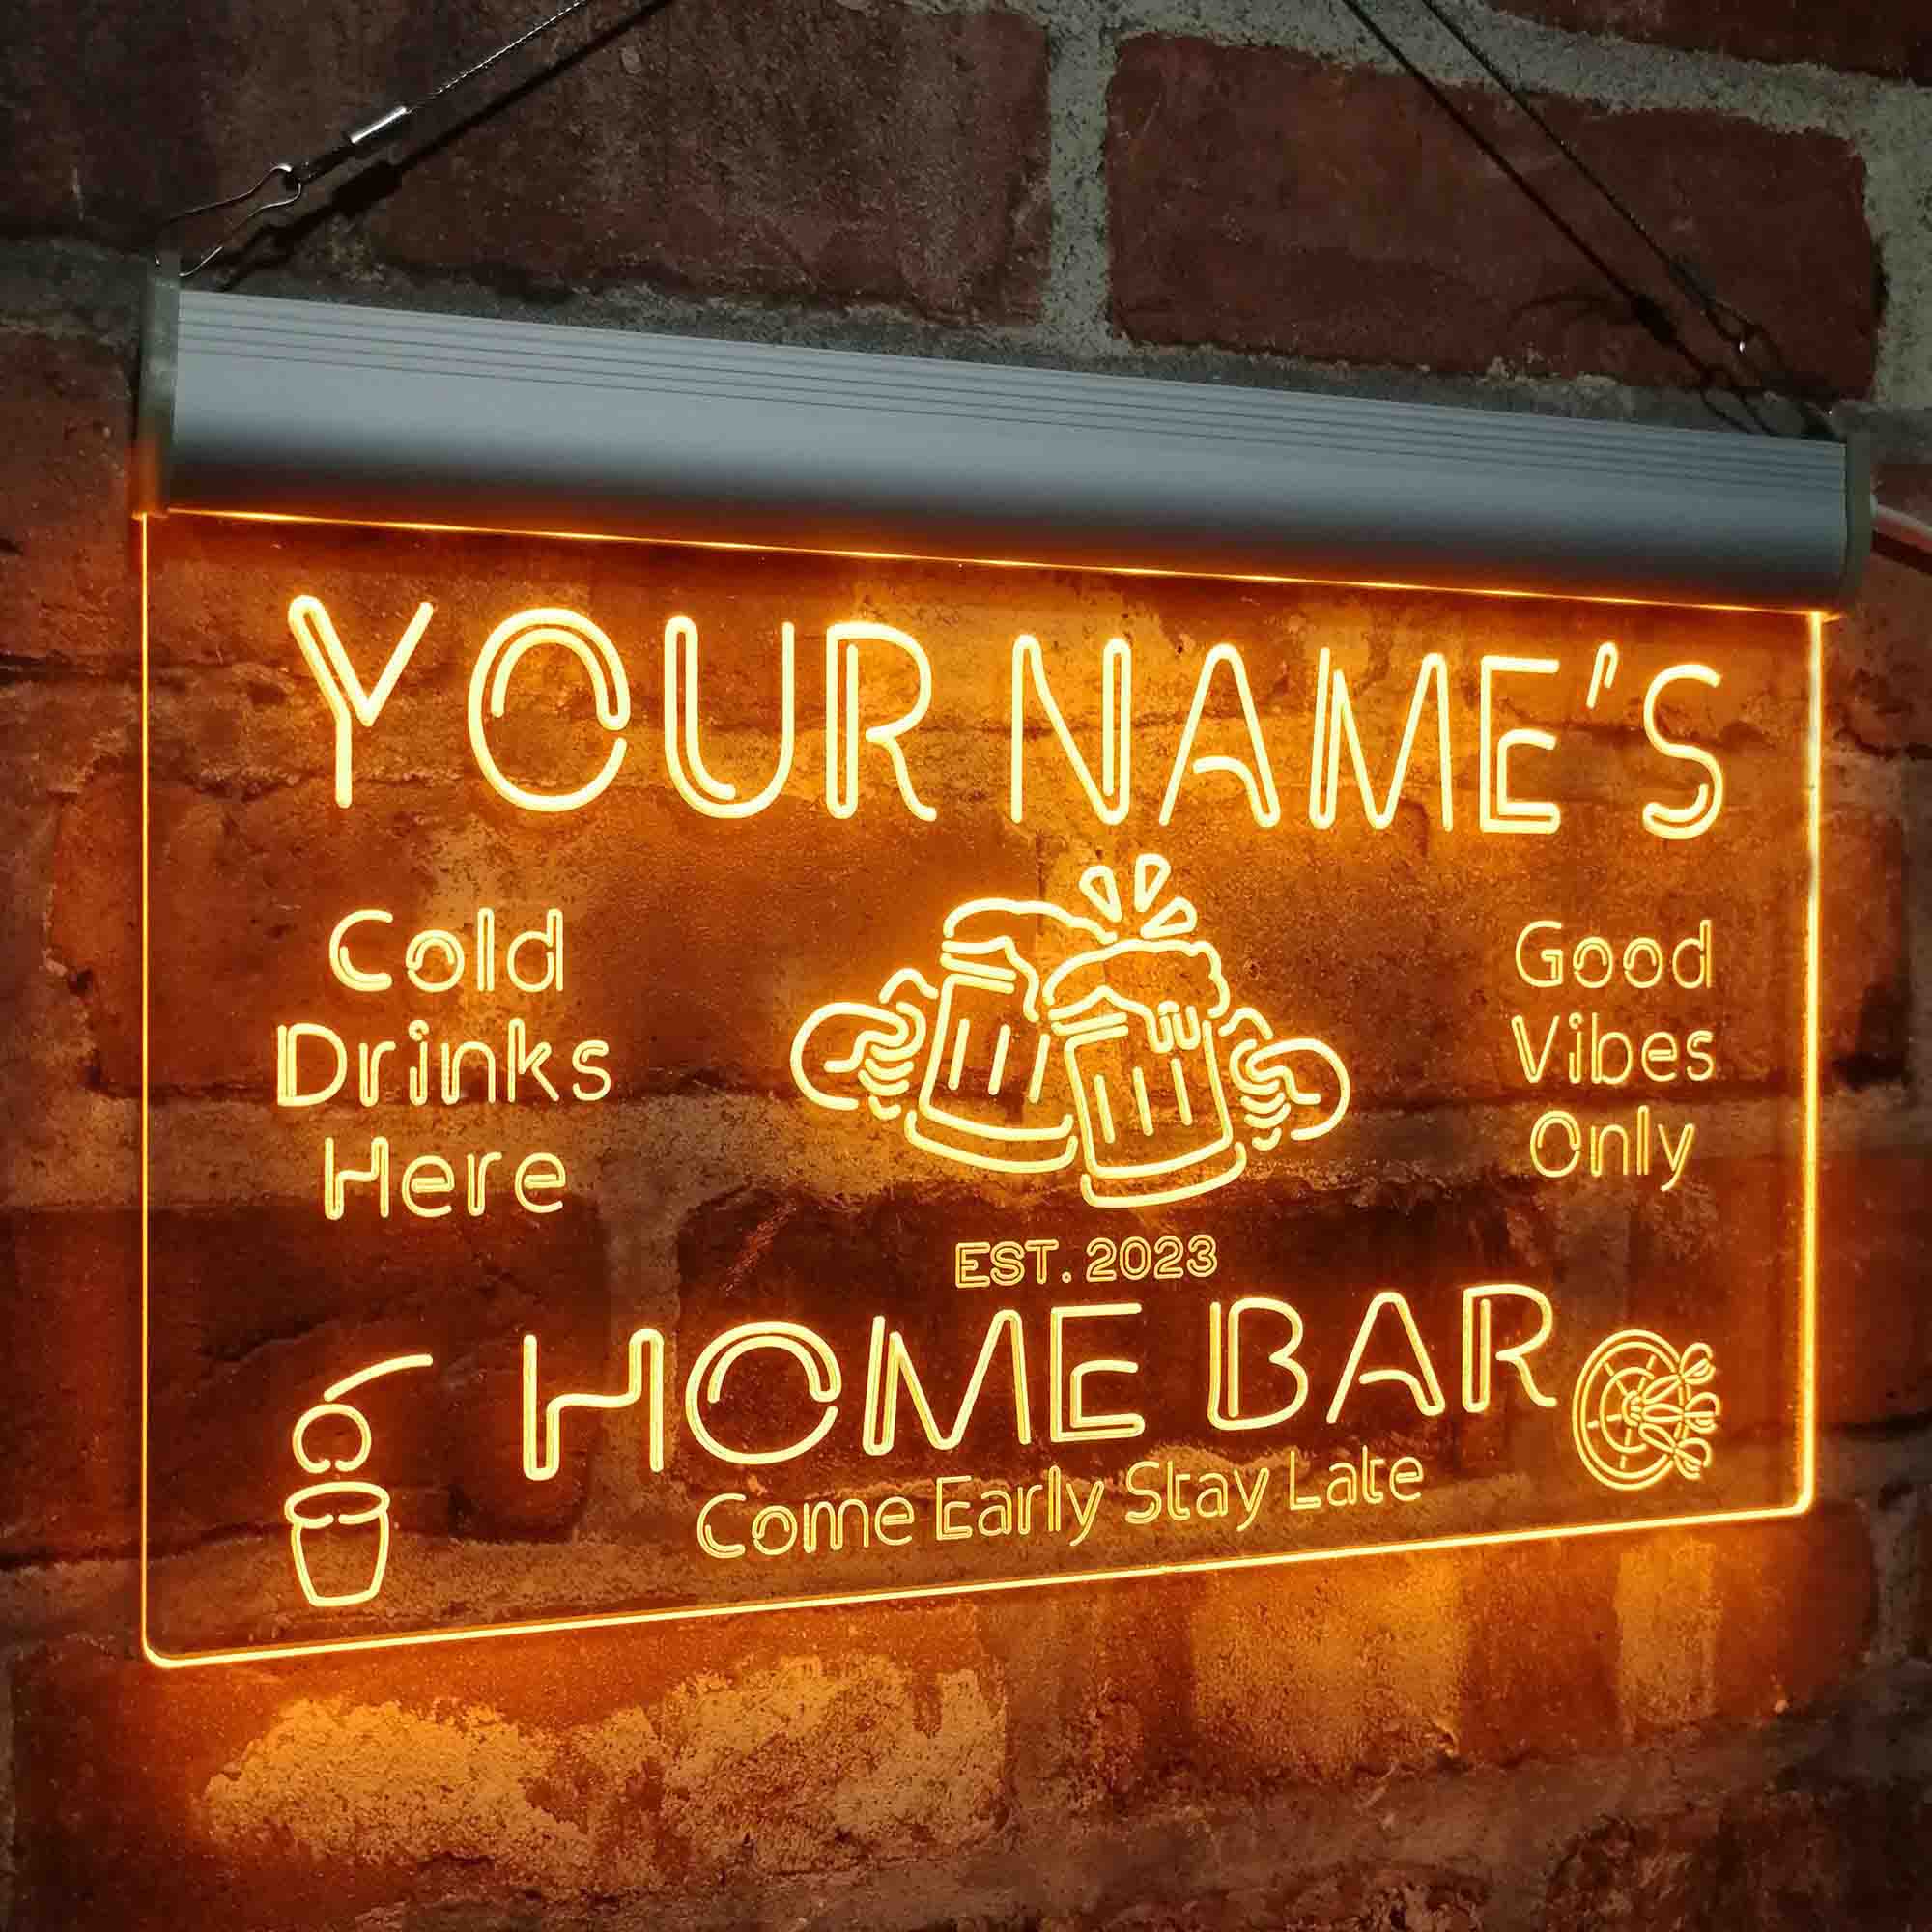 YOUR NAME'S
Cold
Drinks
Here
Good
Vibes
Only
EST. 2023
HOME BAR
Come Early Stay Late